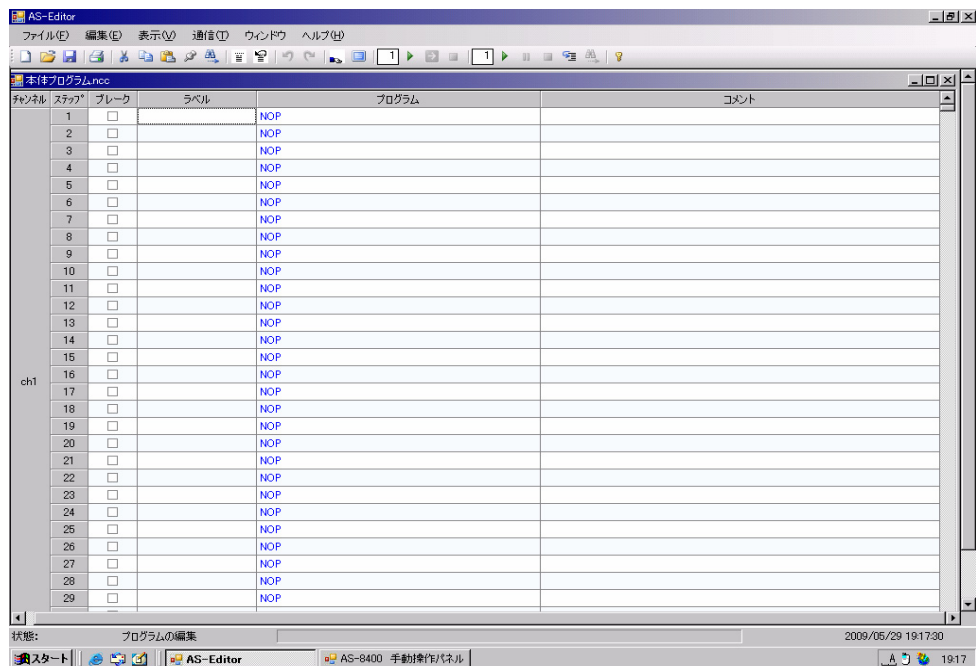 AS-Editor
ファイル(F) 編集(E) 表示(V) 通信(T) ウィンドウ ヘルプ(H)
1 1
本体プログラム.ncc
チャンネル ステップ ブレーク ラベル プログラム コメント
1 NOP
2 NOP
3 NOP
4 NOP
5 NOP
6 NOP
7 NOP
8 NOP
9 NOP
10 NOP
11 NOP
12 NOP
13 NOP
14 NOP
15 NOP
ch1 16 NOP
17 NOP
18 NOP
19 NOP
20 NOP
21 NOP
22 NOP
23 NOP
24 NOP
25 NOP
26 NOP
27 NOP
28 NOP
29 NOP
状態: プログラムの編集 2009/05/29 19:17:30
スタート AS-Editor AS-8400 手動操作パネル A 19:17